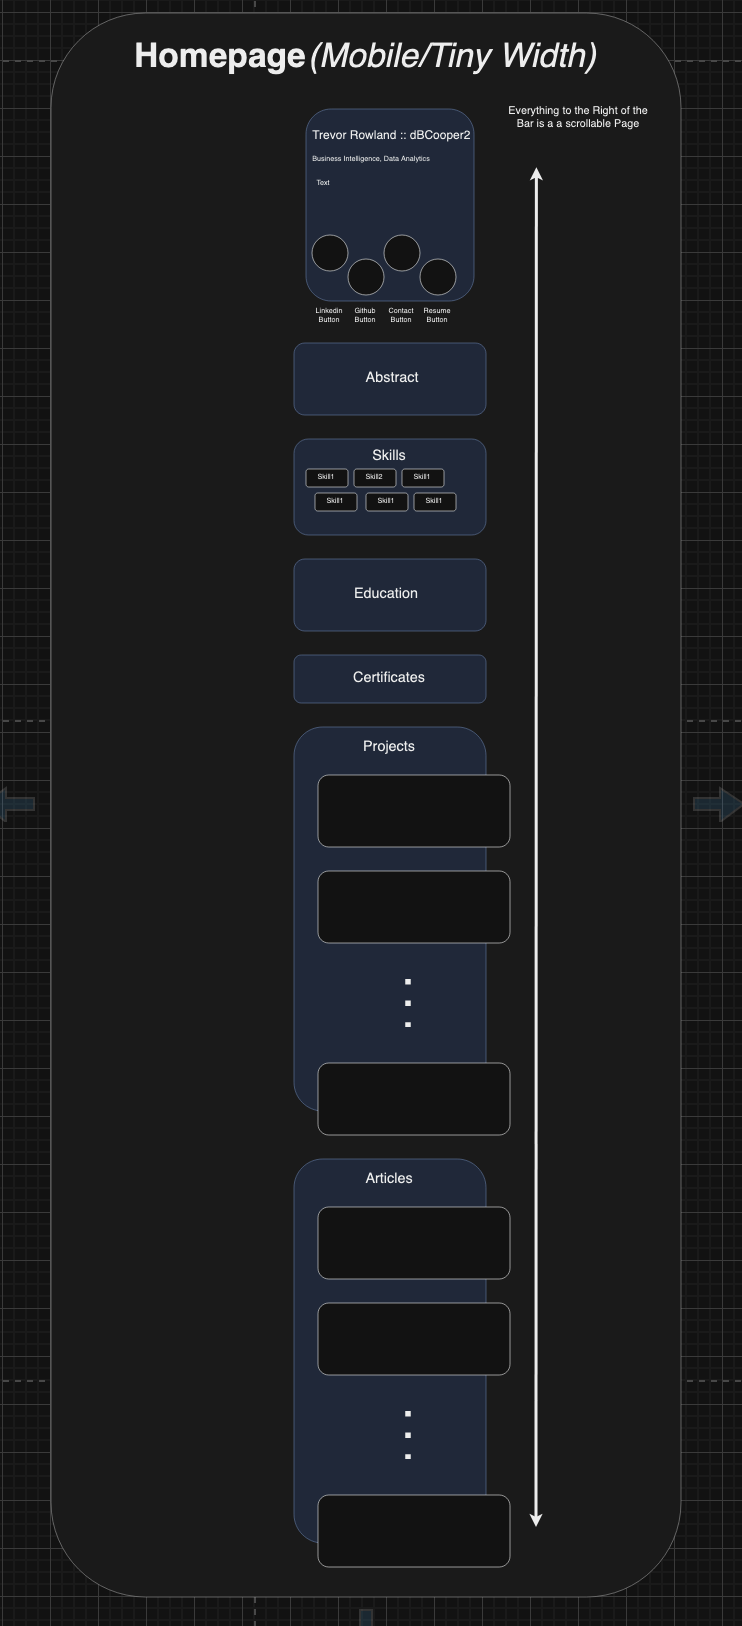 Homepage (Mobile/Tiny Width)
Everything to the Right of the
Bar is a a scrollable Page
Trevor Rowland :: dBCooper2
Business Intelligence, Data Analytics
Text
Linkedin
Button
Github
Button
Contact
Button
Resume
Button
Abstract
Skills
Skill1
Skill2
Skill1
Skill1
Skill1
Skill1
Education
Certificates
Projects
Articles